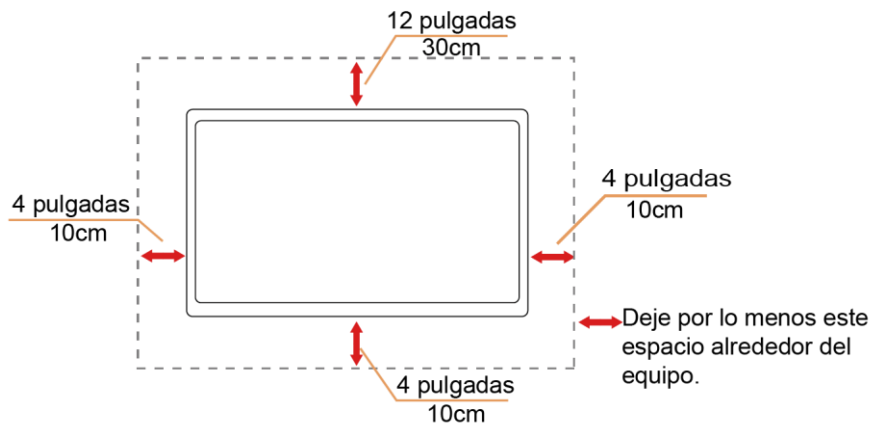 12 pulgadas
30cm
4 pulgadas
10cm
4 pulgadas
10cm
Deje por lo menos este
espacio alrededor del
equipo.
4 pulgadas
10cm